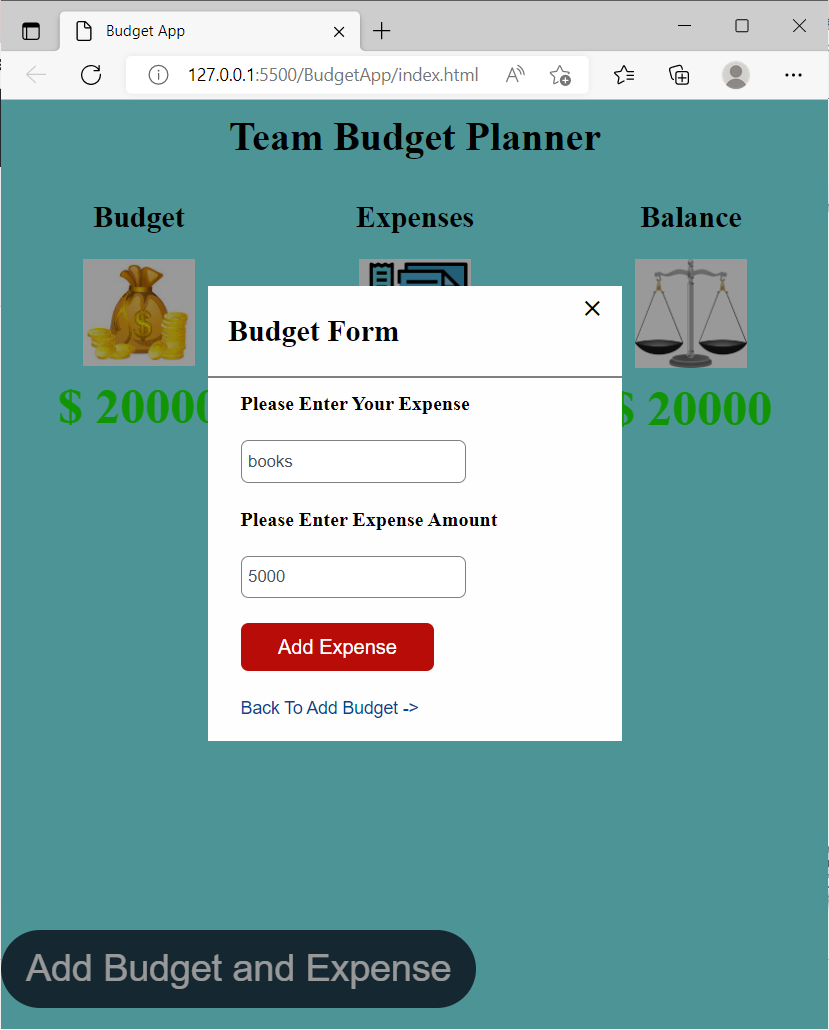 Budget App
127.0.0.1:5500/BudgetApp/index.html
Team Budget Planner
Budget
Expenses
Balance
$ 20000
$ 20000
Budget Form
Please Enter Your Expense
books
Please Enter Expense Amount
5000
Add Expense
Back To Add Budget ->
Add Budget and Expense